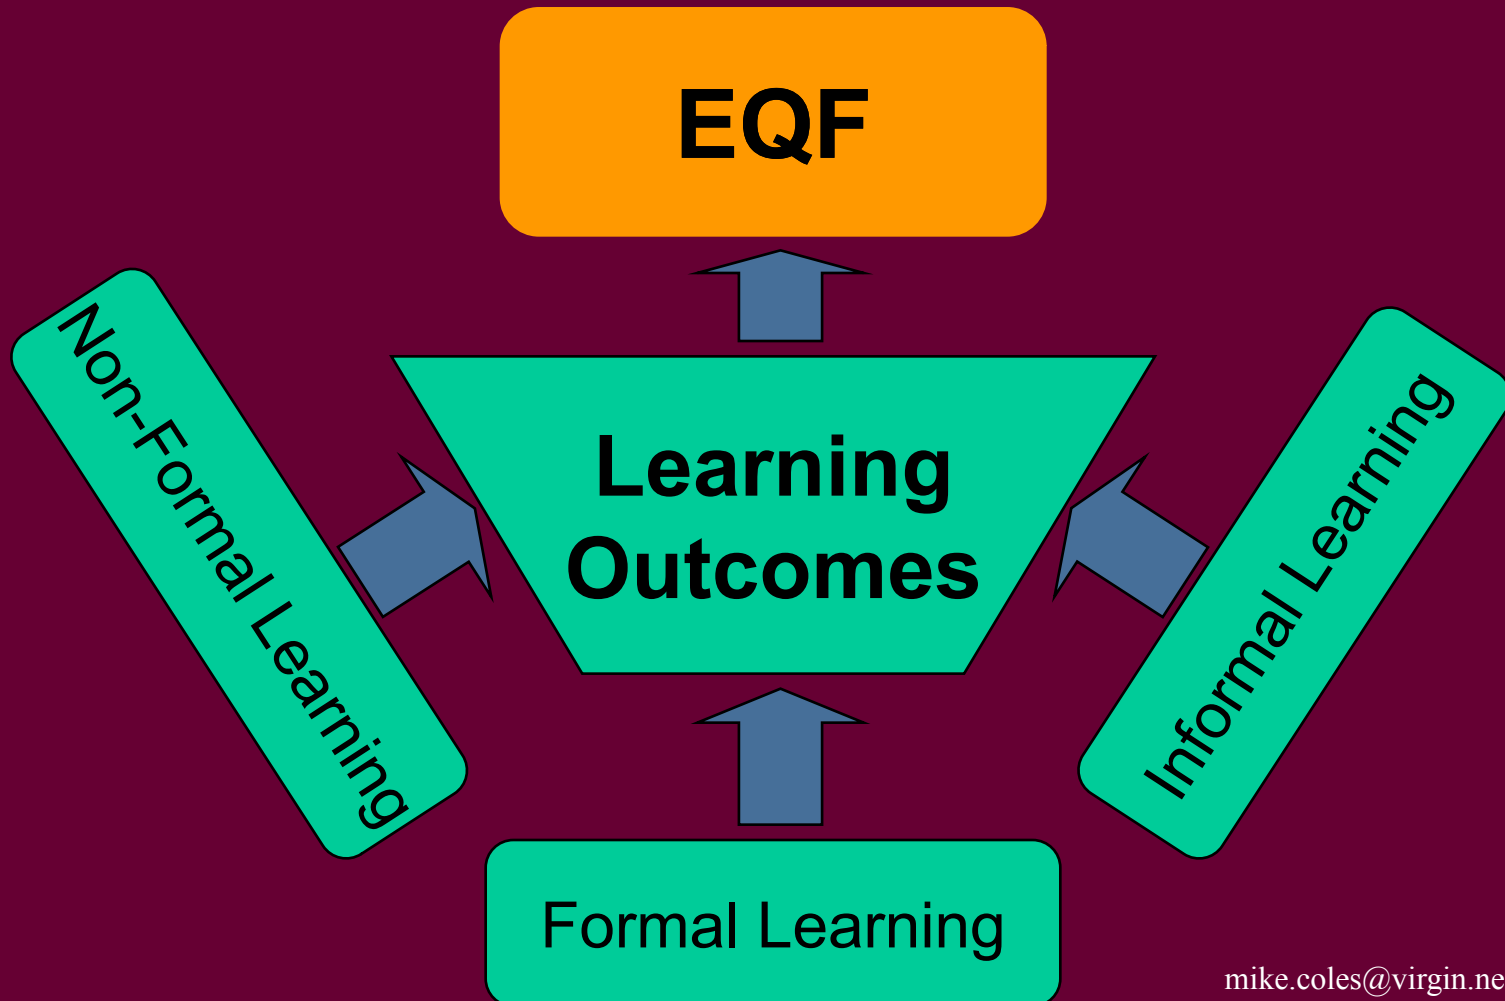 EQF
Non-Formal Learning
Learning
Outcomes
Informal Learning
Formal Learning
mike.coles@virgin.ne